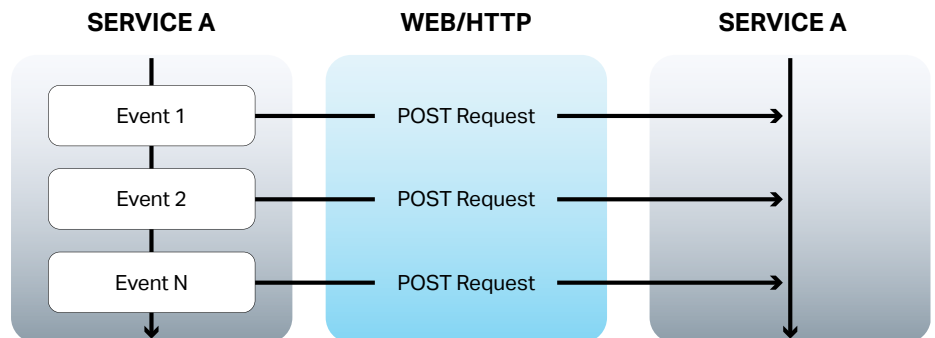 SERVICE A
WEB/HTTP
SERVICE A
Event 1
POST Request
Event 2
POST Request
Event N
POST Request